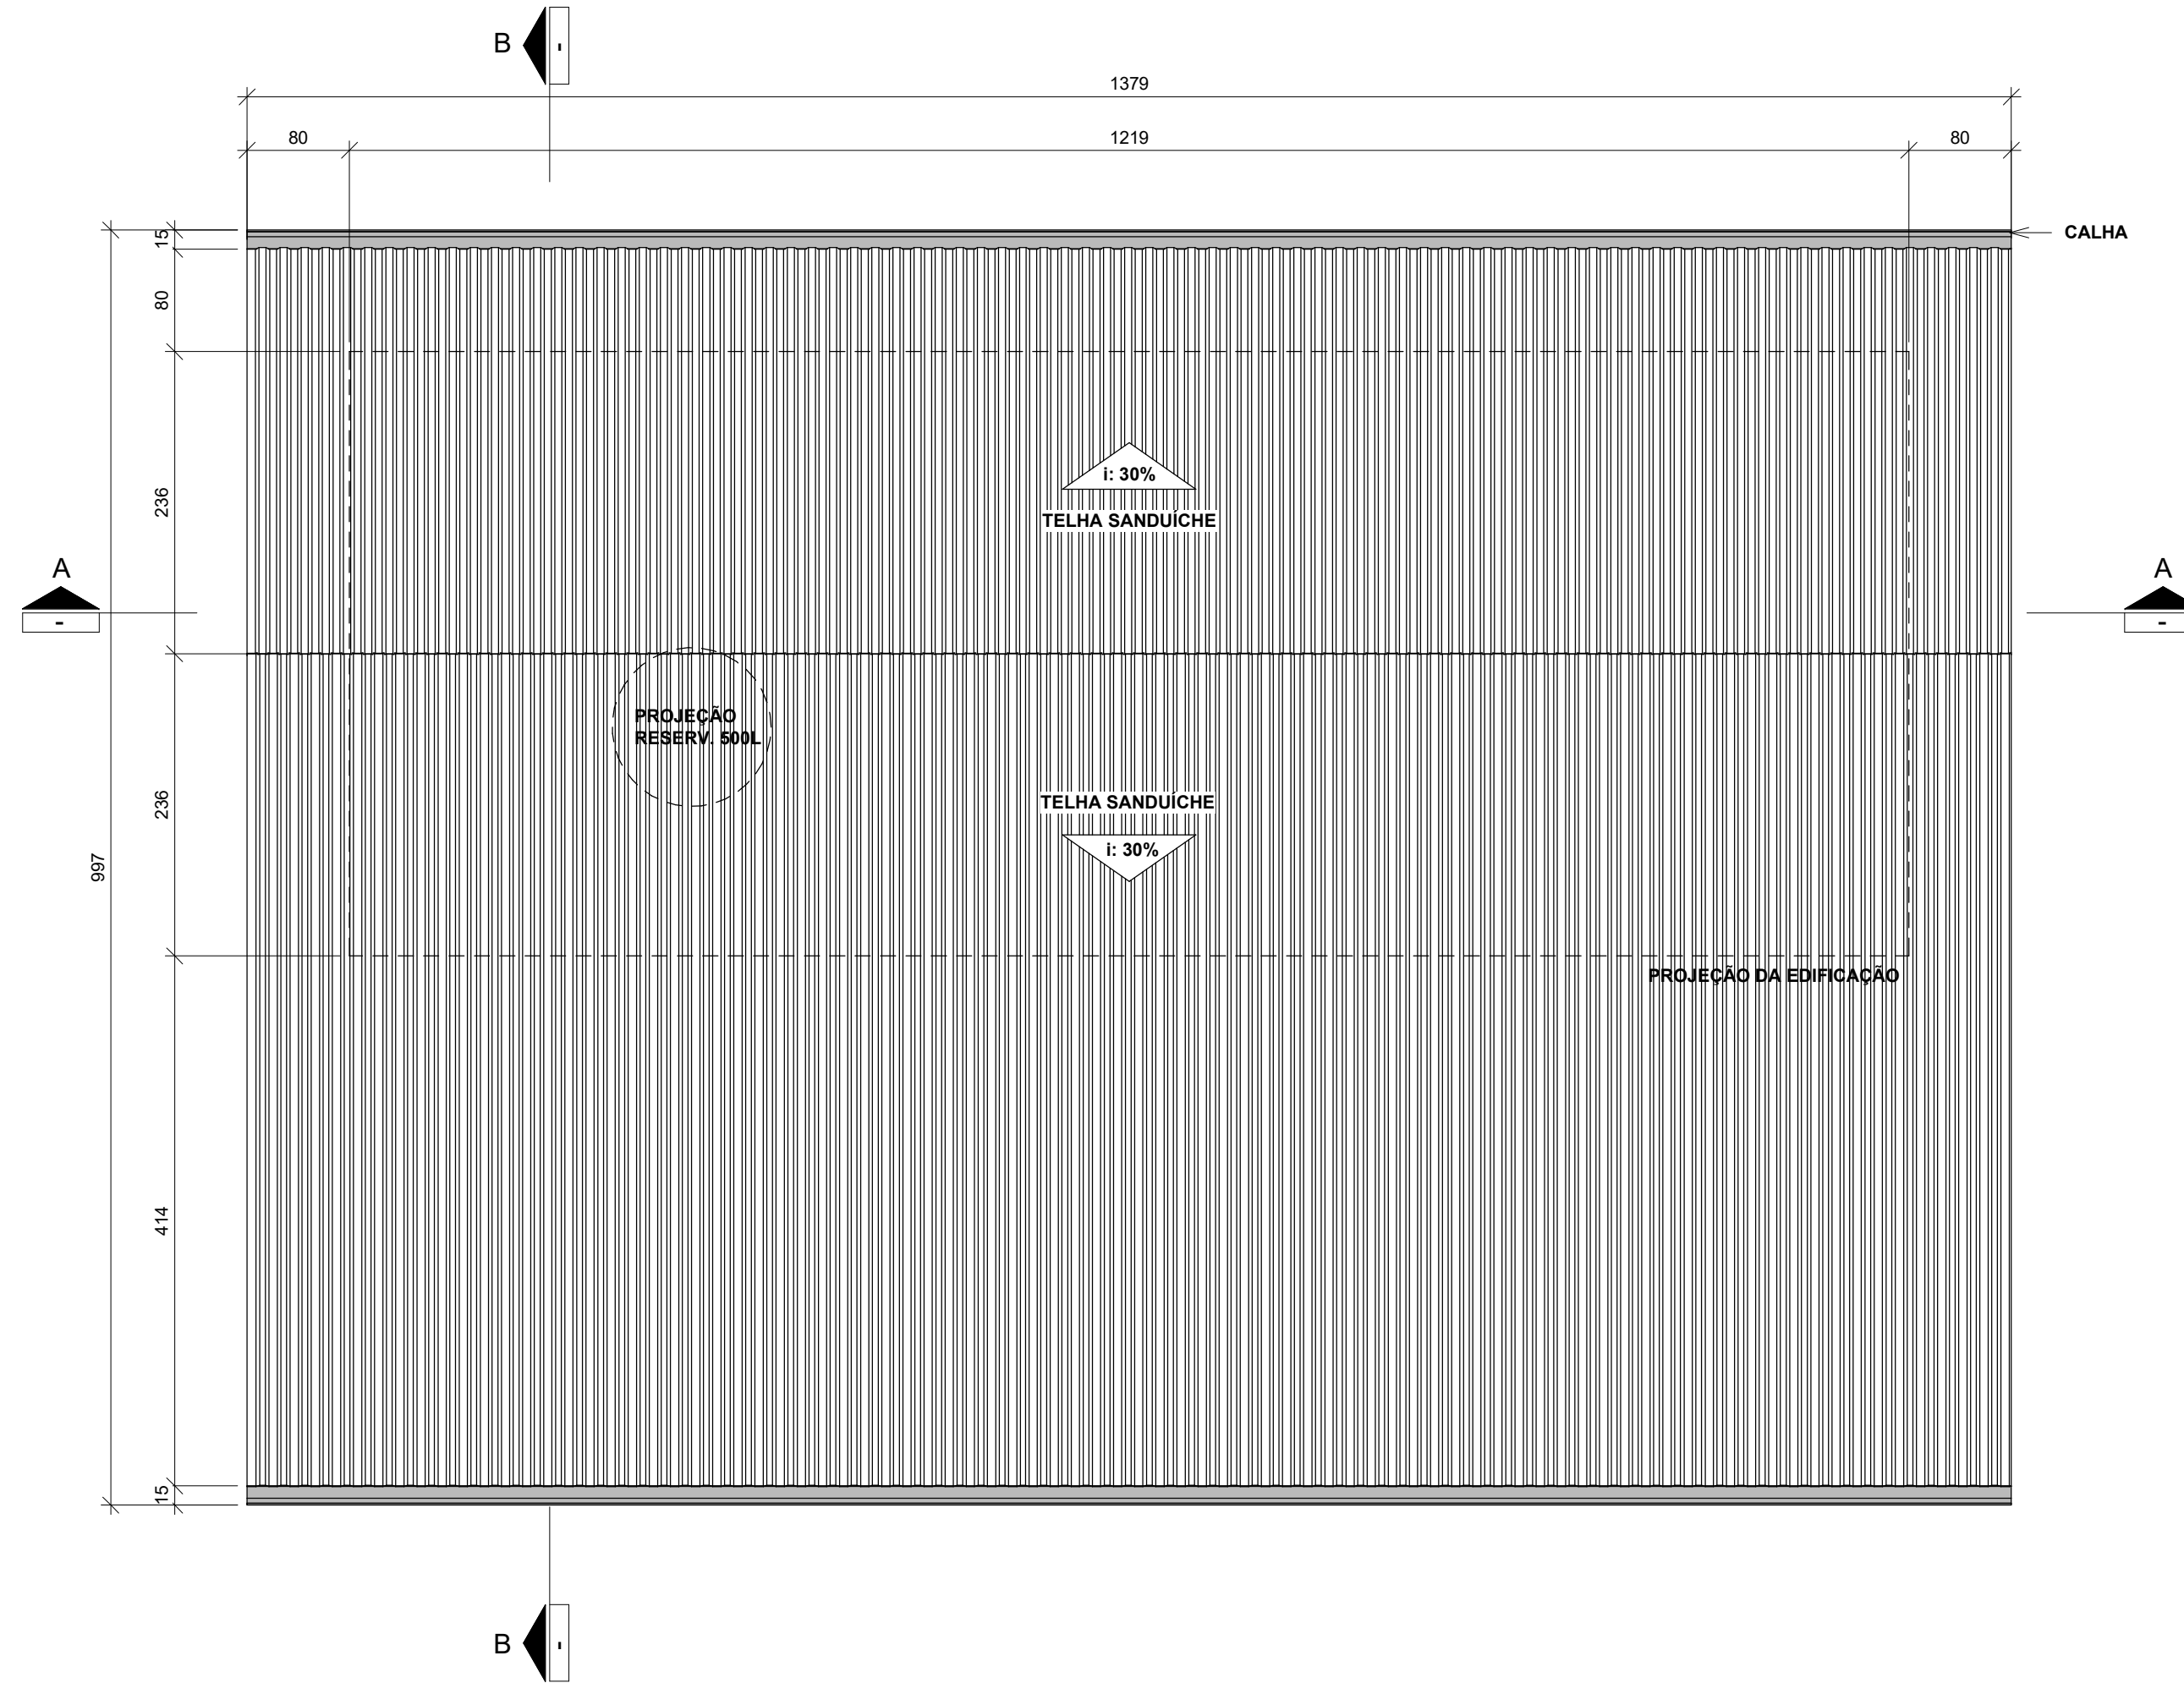 B
1379
80
1219
80
15
CALHA
80
i: 30%
236
TELHA SANDUÍCHE
A
A
-
-
PROJEÇÃO
RESERV. 500L
TELHA SANDUÍCHE
236
i: 30%
997
PROJEÇÃO DA EDIFICAÇÃO
414
15
B
-
-